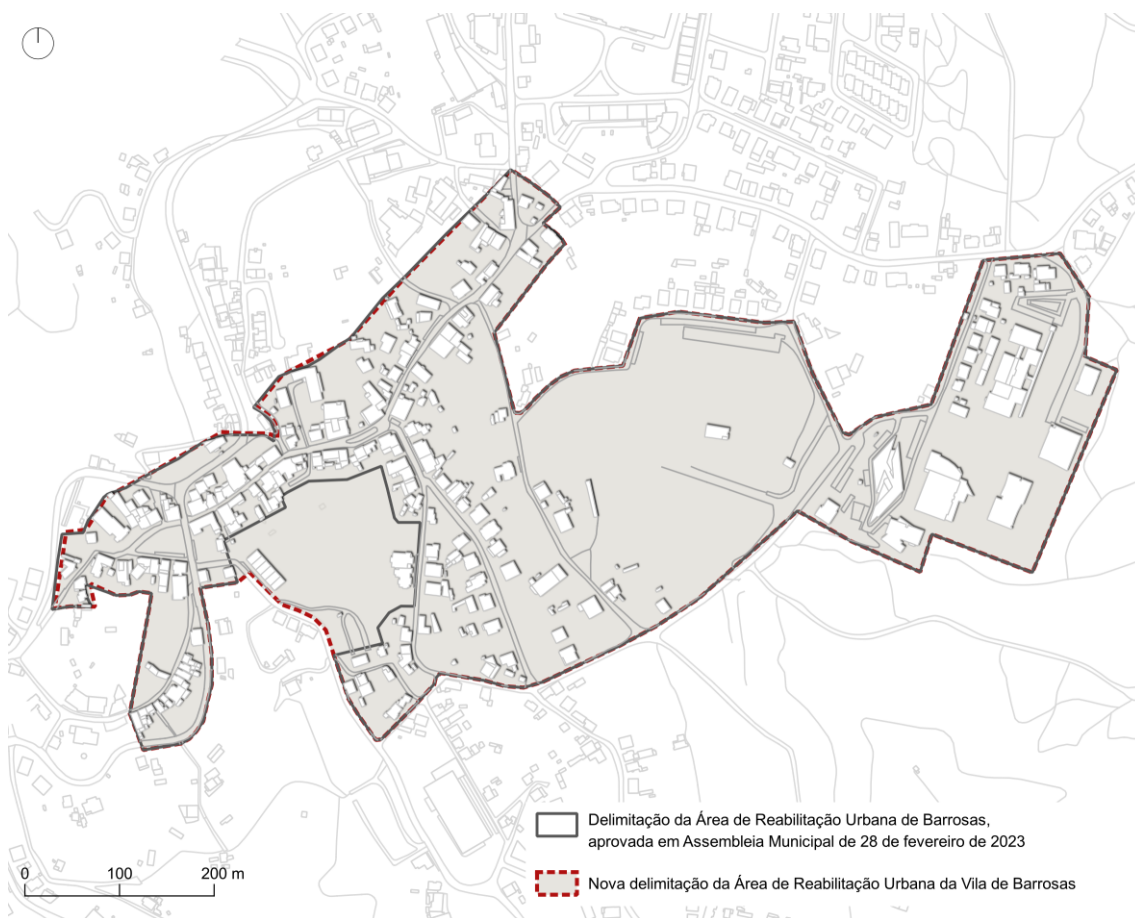 Delimitação da Área de Reabilitação Urbana de Barrosas,
aprovada em Assembleia Municipal de 28 de fevereiro de 2023
Nova delimitação da Área de Reabilitação Urbana da Vila de Barrosas
0 100 200 m